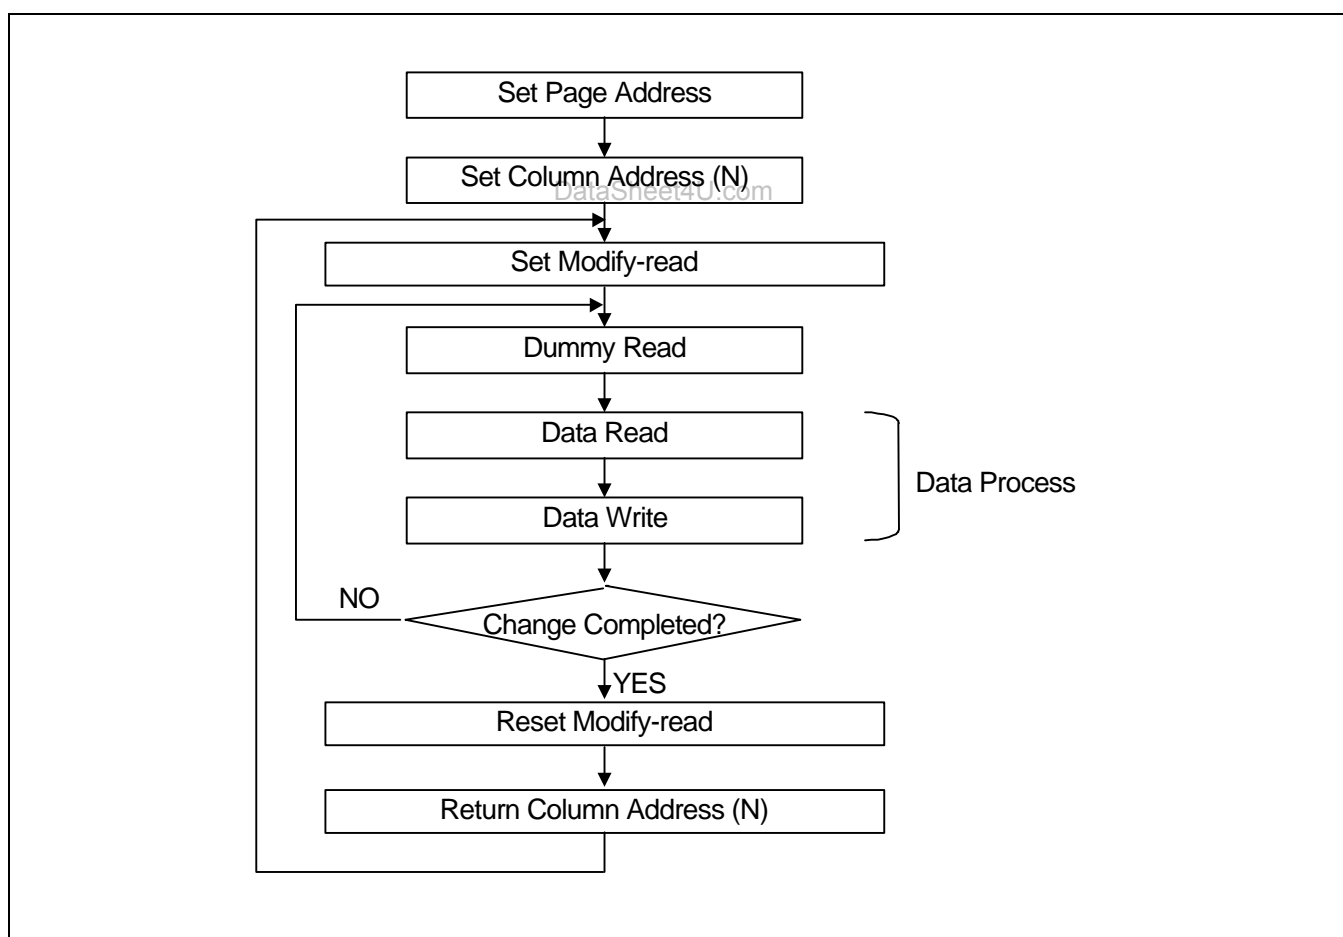 Set Page Address
Set Column Address (N)
DataSheet4U.com
Set Modify-read
Dummy Read
Data Read
Data Process
Data Write
NO
Change Completed?
YES
Reset Modify-read
Return Column Address (N)